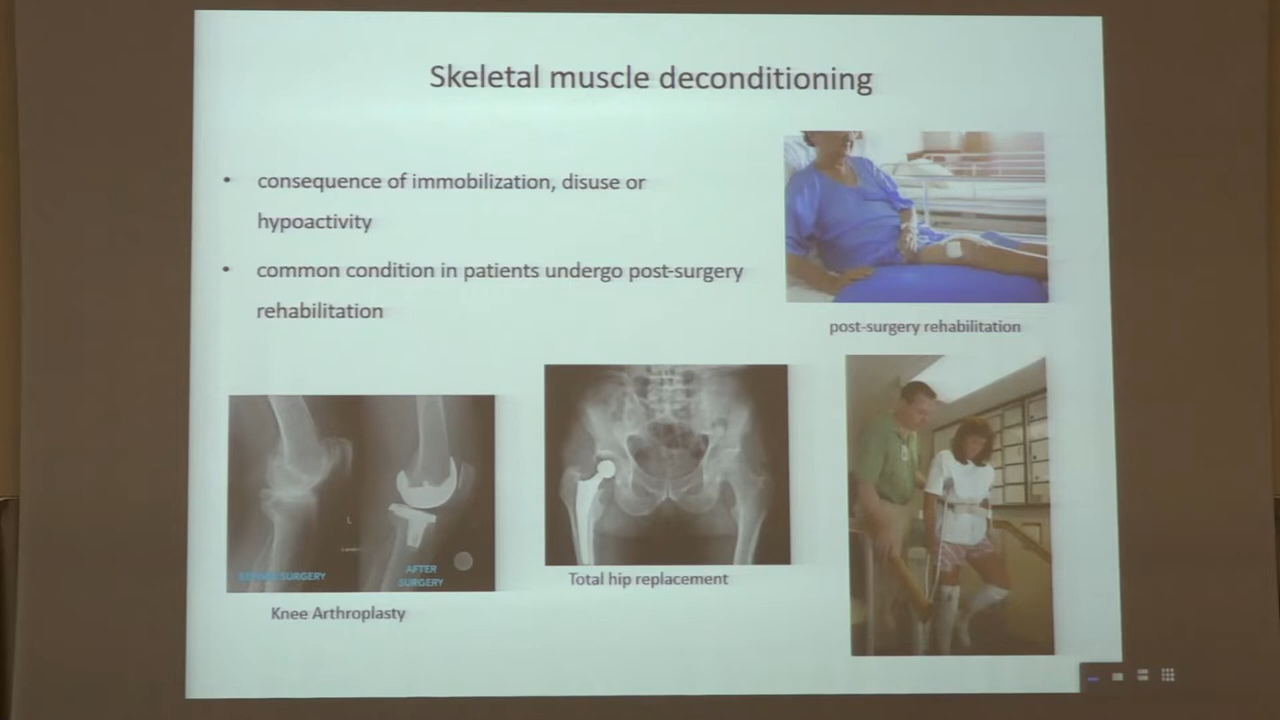 Skeletal muscle deconditioning
• consequence of immobilization, disuse or
hypoactivity
• common condition in patients undergo post-surgery
rehabilitation
post-surgery rehabilitation
L
BEFORE SURGERY
AFTER
SURGERY
Knee Arthroplasty
Total hip replacement